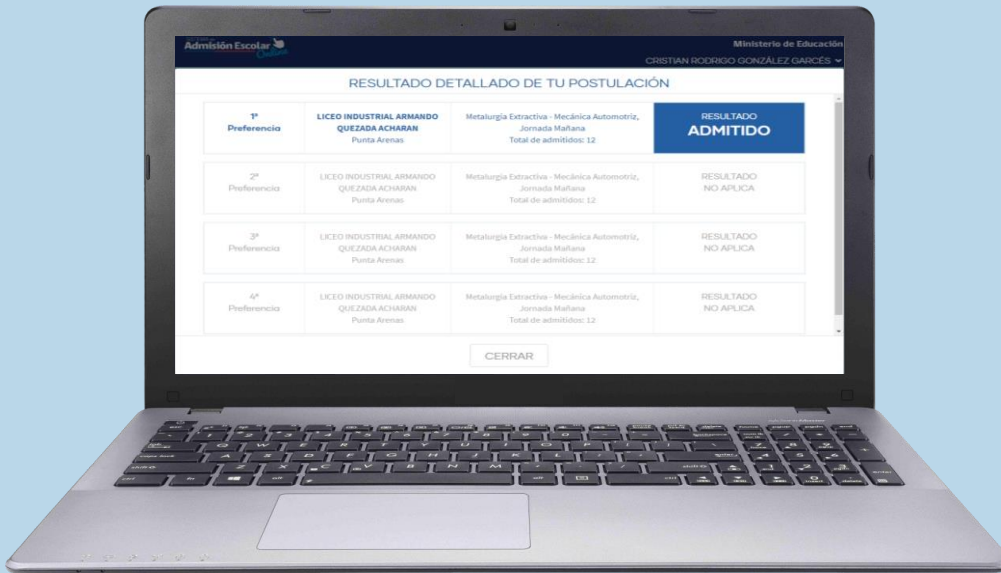 Admisión Escolar
Online
Ministerio de Educación
CRISTIAN RODRIGO GONZÁLEZ GARCÉS
RESULTADO DETALLADO DE TU POSTULACIÓN
1ª
Preferencia
LICEO INDUSTRIAL ARMANDO
QUEZADA ACHARAN
Punta Arenas
Metalurgia Extractiva - Mecánica Automotriz,
Jornada Mañana
Total de admitidos: 12
RESULTADO
ADMITIDO
2ª
Preferencia
LICEO INDUSTRIAL ARMANDO
QUEZADA ACHARAN
Punta Arenas
Metalurgia Extractiva - Mecánica Automotriz,
Jornada Mañana
Total de admitidos: 12
RESULTADO
NO APLICA
3ª
Preferencia
LICEO INDUSTRIAL ARMANDO
QUEZADA ACHARAN
Punta Arenas
Metalurgia Extractiva - Mecánica Automotriz,
Jornada Mañana
Total de admitidos: 12
RESULTADO
NO APLICA
4ª
Preferencia
LICEO INDUSTRIAL ARMANDO
QUEZADA ACHARAN
Punta Arenas
Metalurgia Extractiva - Mecánica Automotriz,
Jornada Mañana
Total de admitidos: 12
RESULTADO
NO APLICA
CERRAR